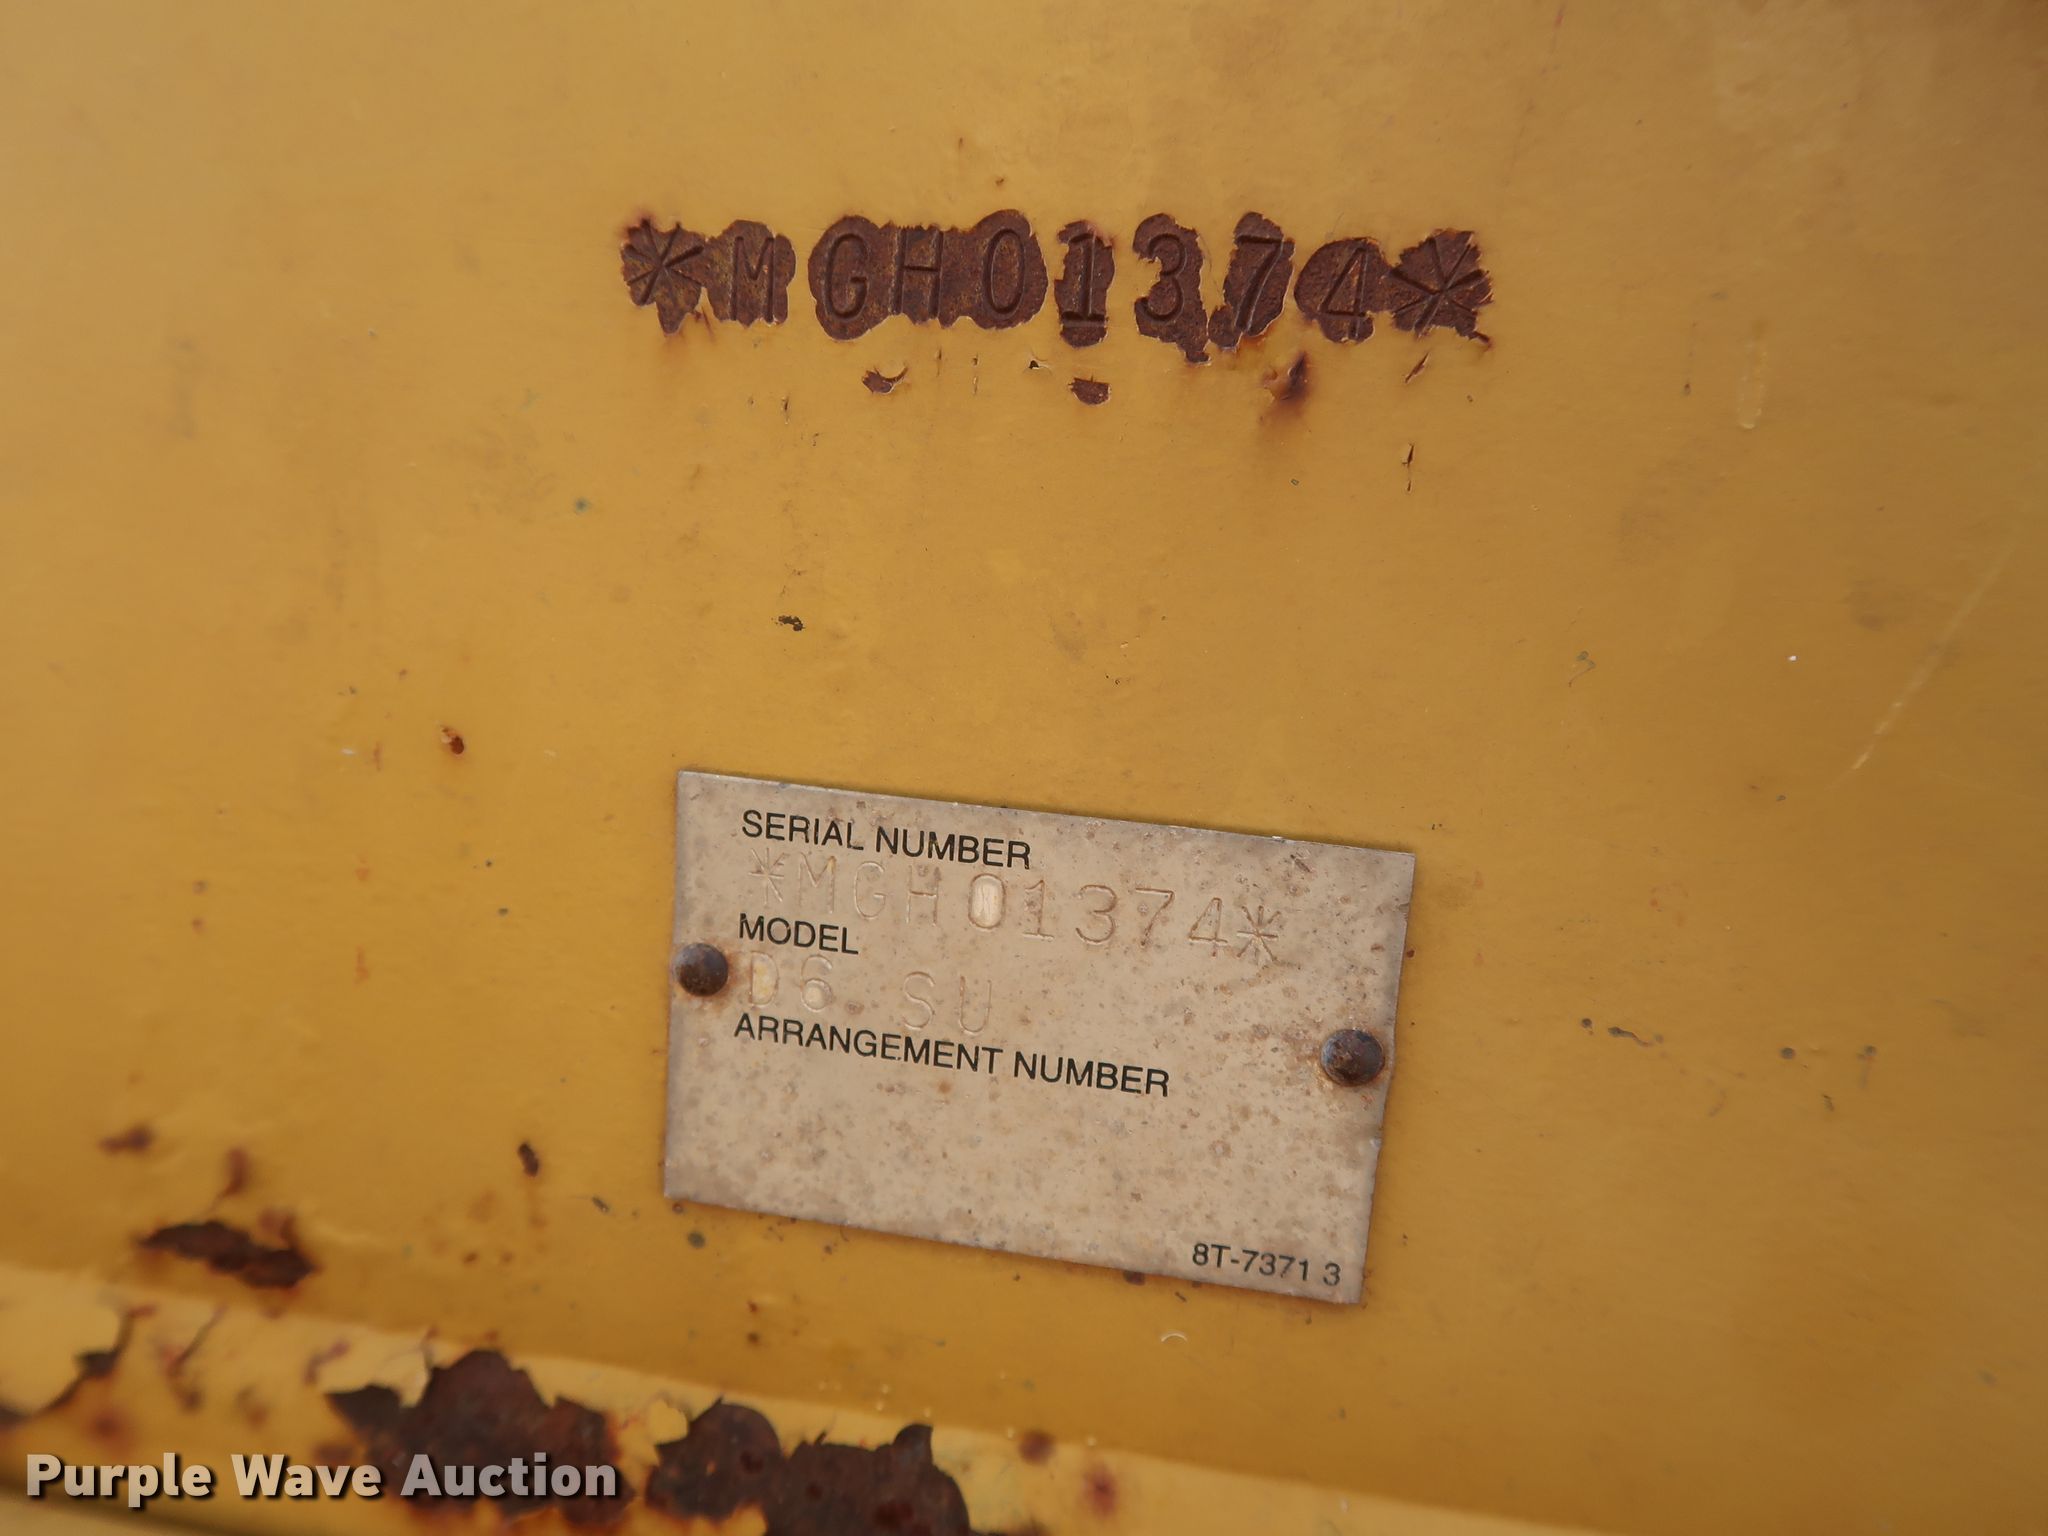 *MGH01374*
SERIAL NUMBER
*MGH01374*
MODEL
D6 SU
ARRANGEMENT NUMBER
8T-7371 3
Purple Wave Auction